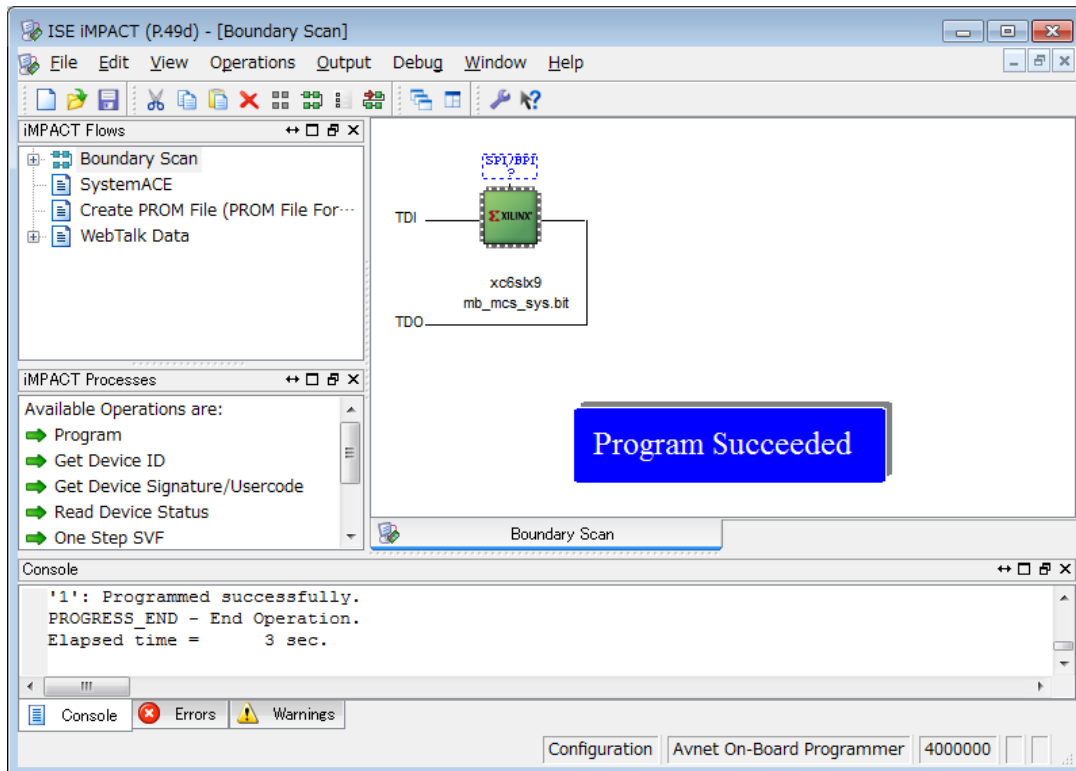 ISE iMPACT (P.49d) - [Boundary Scan]
File Edit View Operations Output Debug Window Help
iMPACT Flows
Boundary Scan
SystemACE
Create PROM File (PROM File For···
WebTalk Data
SPI/BPI
?
TDI
XILINX
xc6slx9
mb_mcs_sys.bit
TDO
iMPACT Processes
Available Operations are:
Program
Get Device ID
Get Device Signature/Usercode
Read Device Status
One Step SVF
Program Succeeded
Boundary Scan
Console
'1': Programmed successfully.
PROGRESS_END - End Operation.
Elapsed time =      3 sec.
Console Errors Warnings
Configuration Avnet On-Board Programmer 4000000